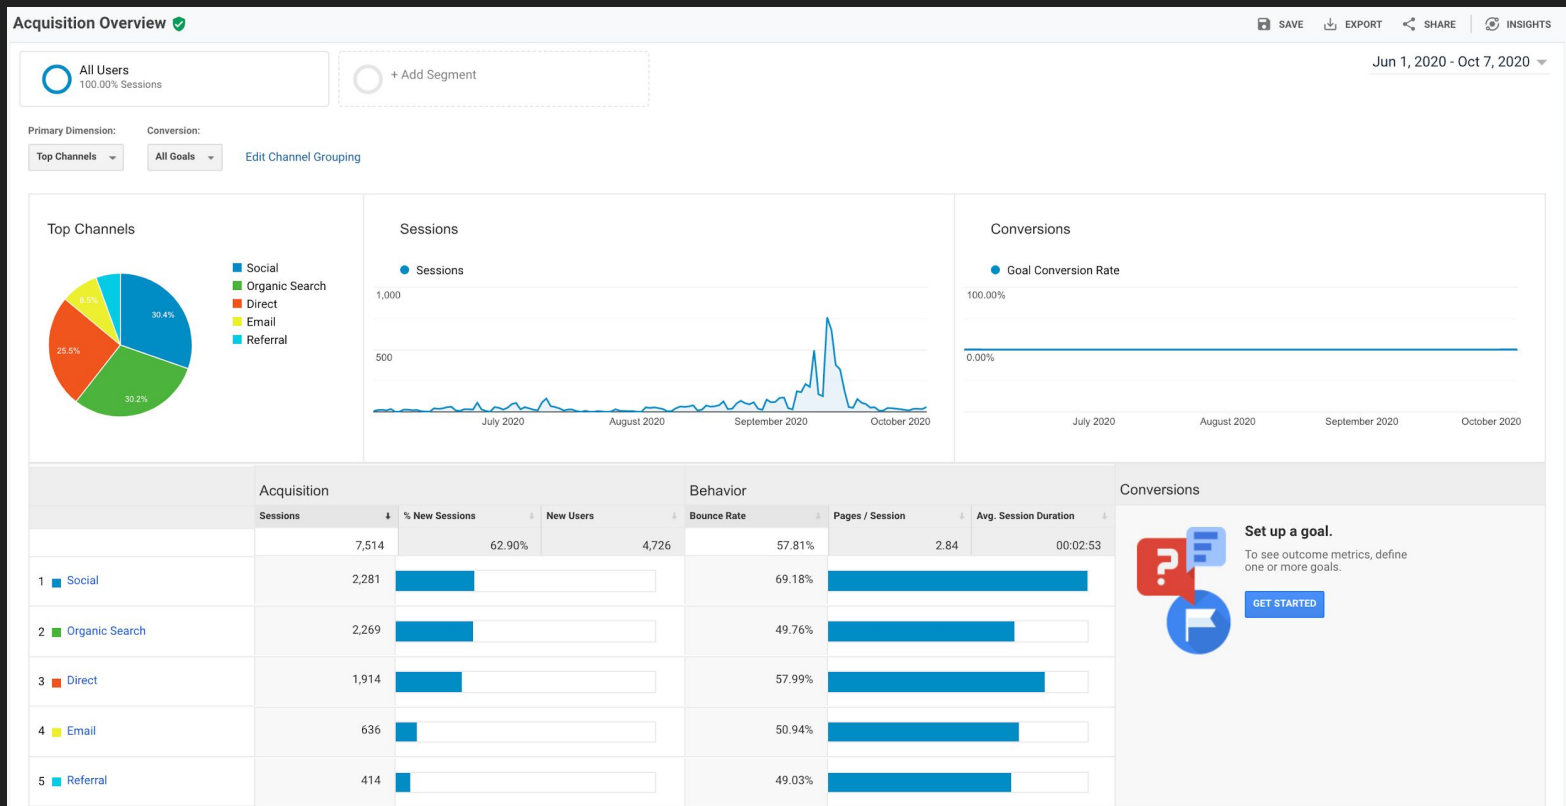 Acquisition Overview
SAVE EXPORT SHARE INSIGHTS
All Users
100.00% Sessions
+ Add Segment
Jun 1, 2020 - Oct 7, 2020
Primary Dimension: Conversion:
Top Channels All Goals Edit Channel Grouping
Top Channels
Social
Organic Search
Direct
Email
Referral
8.5%
30.4%
25.5%
30.2%
Sessions
Sessions
1,000
500
July 2020 August 2020 September 2020 October 2020
Conversions
Goal Conversion Rate
100.00%
0.00%
July 2020 August 2020 September 2020 October 2020
Acquisition Behavior Conversions
Sessions % New Sessions New Users Bounce Rate Pages / Session Avg. Session Duration
7,514 62.90% 4,726 57.81% 2.84 00:02:53
1 Social 2,281 69.18%
2 Organic Search 2,269 49.76%
3 Direct 1,914 57.99%
4 Email 636 50.94%
5 Referral 414 49.03%
?
Set up a goal.
To see outcome metrics, define
one or more goals.
GET STARTED